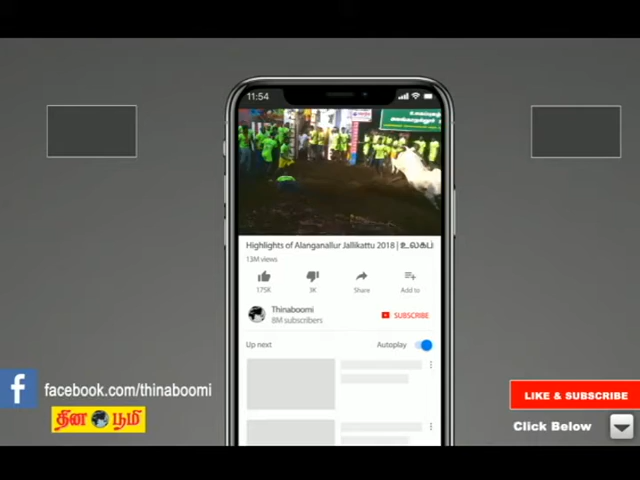 11:54
Highlights of Alanganallur Jallikattu 2018 | உலகப்
13M views
175K
3K
Share
Add to
Thinaboomi
8M subscribers
SUBSCRIBE
Up next
Autoplay
facebook.com/thinaboomi
தினபூமி
LIKE & SUBSCRIBE
Click Below